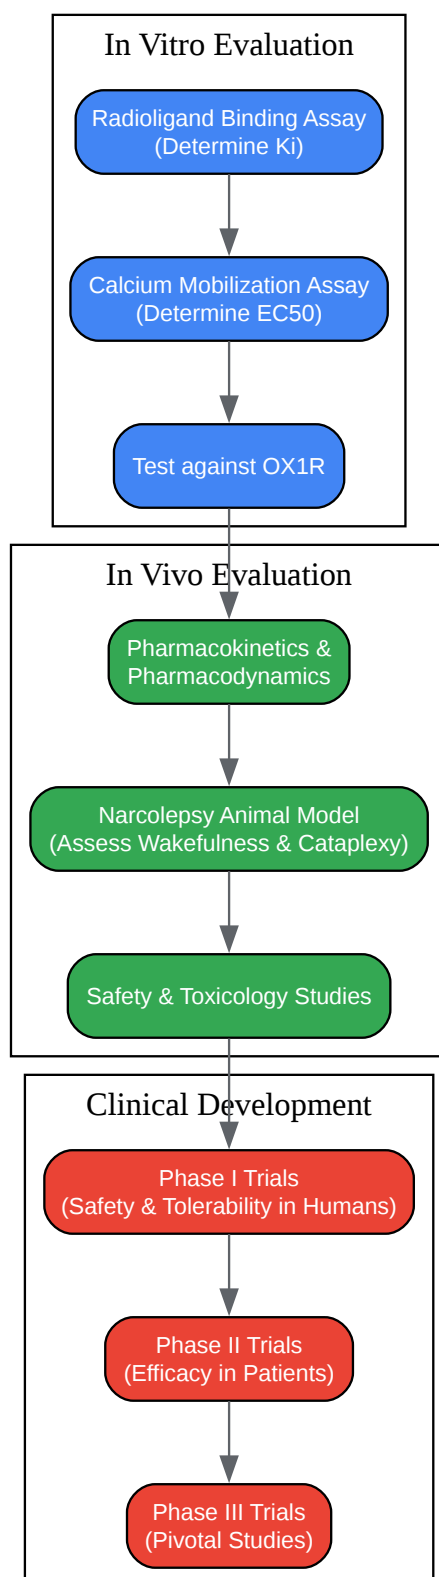 In Vitro Evaluation
Radioligand Binding Assay
(Determine Ki)
Calcium Mobilization Assay
(Determine EC50)
Test against OX1R
In Vivo Evaluation
Pharmacokinetics &
Pharmacodynamics
Narcolepsy Animal Model
(Assess Wakefulness & Cataplexy)
Safety & Toxicology Studies
Clinical Development
Phase I Trials
(Safety & Tolerability in Humans)
Phase II Trials
(Efficacy in Patients)
Phase III Trials
(Pivotal Studies)